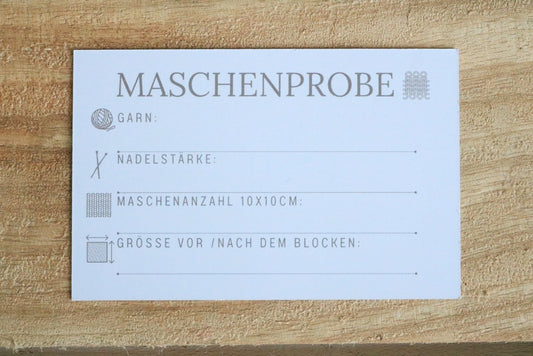 MASCHENPROBE
GARN:
NADELSTÄRKE:
MASCHENANZAHL 10X10CM:
GRÖSSE VOR /NACH DEM BLOCKEN: